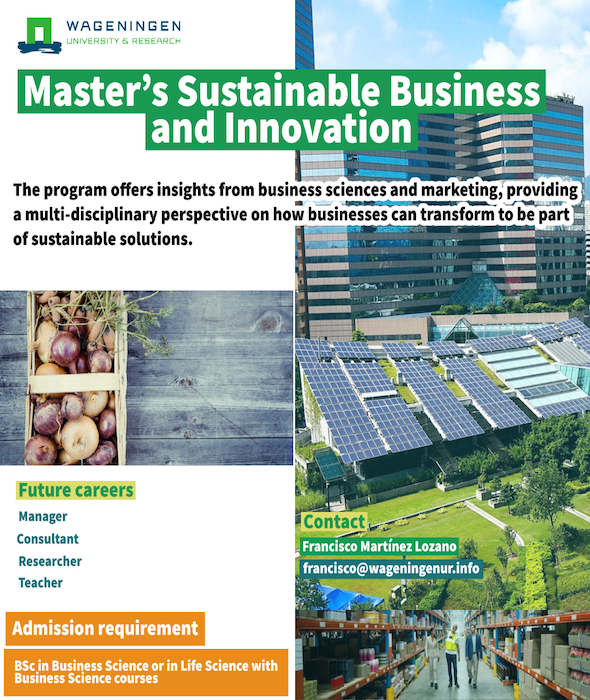 WAGENINGEN
UNIVERSITY & RESEARCH
Master's Sustainable Business
and Innovation
The program offers insights from business sciences and marketing, providing
a multi-disciplinary perspective on how businesses can transform to be part
of sustainable solutions.
Future careers
Manager
Consultant
Researcher
Teacher
Contact
Francisco Martínez Lozano
francisco@wageningenur.info
Admission requirement
BSc in Business Science or in Life Science with
Business Science courses